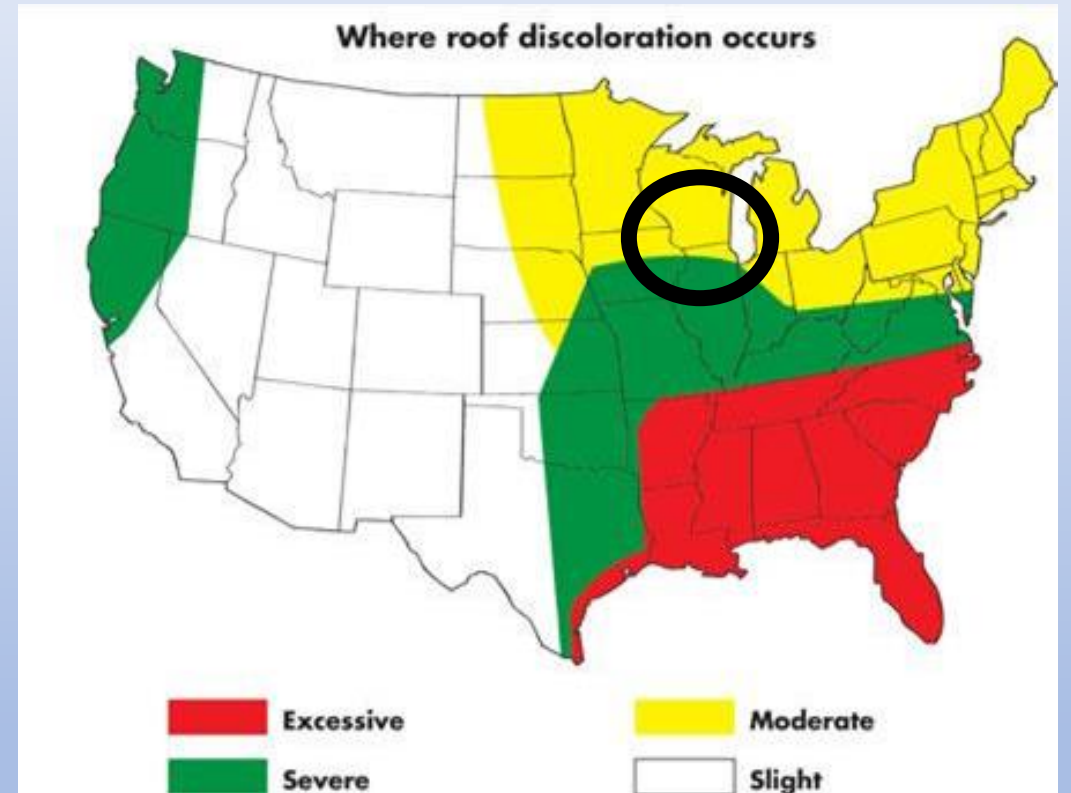 Where roof discoloration occurs
Excessive
Moderate
Severe
Slight